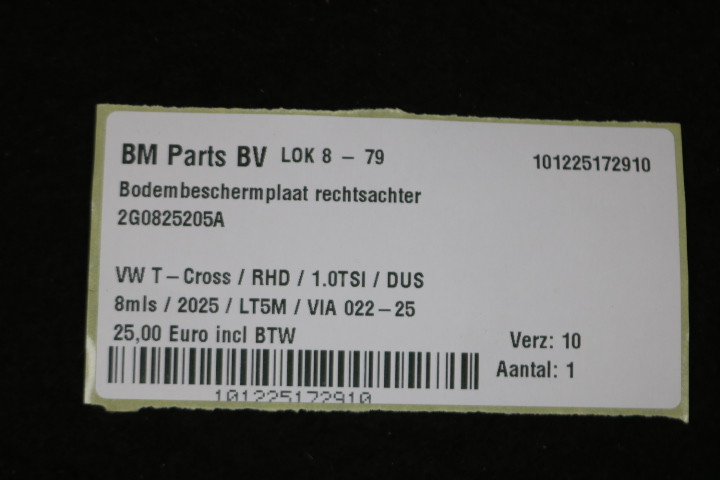 BM Parts BV LOK 8 - 79 101225172910
Bodembeschermplaat rechtsachter
2G0825205A
VW T-Cross / RHD / 1.0TSI / DUS
8mls / 2025 / LT5M / VIA 022-25
25,00 Euro incl BTW
Verz: 10
Aantal: 1
101225172910